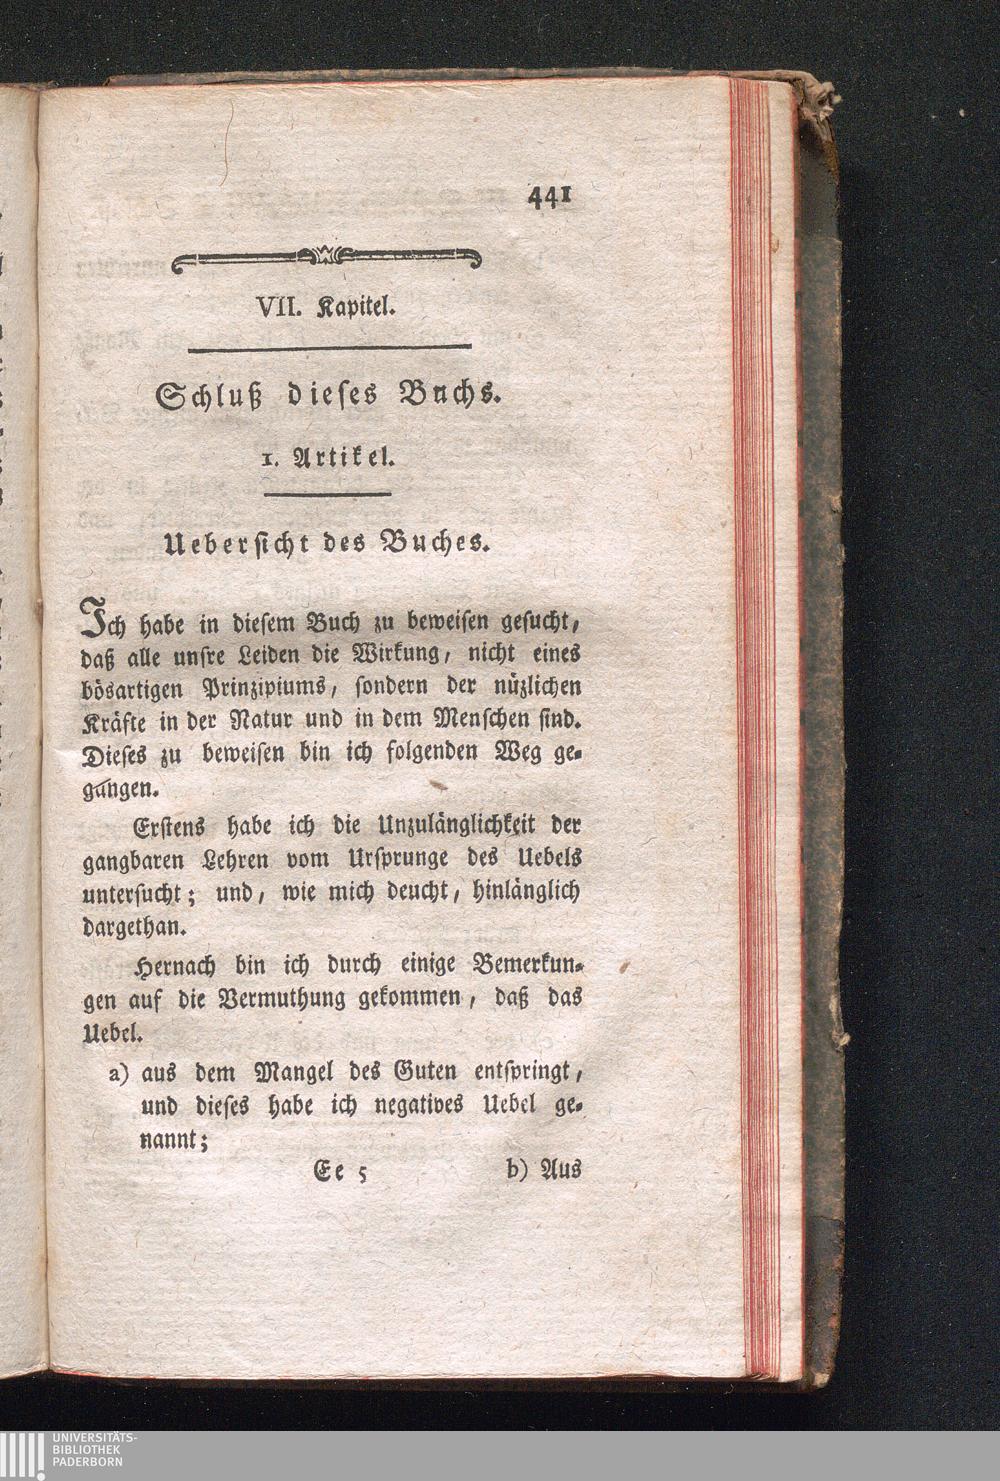 441
VII. Kapitel.
Schluß dieses Buchs.
1. Artikel.
Uebersicht des Buches.
Ich habe in diesem Buch zu beweisen gesucht,
daß alle unsre Leiden die Wirkung, nicht eines
bösartigen Prinzipiums, sondern der nüzlichen
Kräfte in der Natur und in dem Menschen sind.
Dieses zu beweisen bin ich folgenden Weg ge-
gangen.
Erstens habe ich die Unzulänglichkeit der
gangbaren Lehren vom Ursprunge des Uebels
untersucht; und, wie mich deucht, hinlänglich
dargethan.
Hernach bin ich durch einige Bemerkun-
gen auf die Vermuthung gekommen, daß das
Uebel.
a) aus dem Mangel des Guten entspringt,
und dieses habe ich negatives Uebel ge-
nannt;
Ee 5 b) Aus
UNIVERSITÄTS-
BIBLIOTHEK
PADERBORN